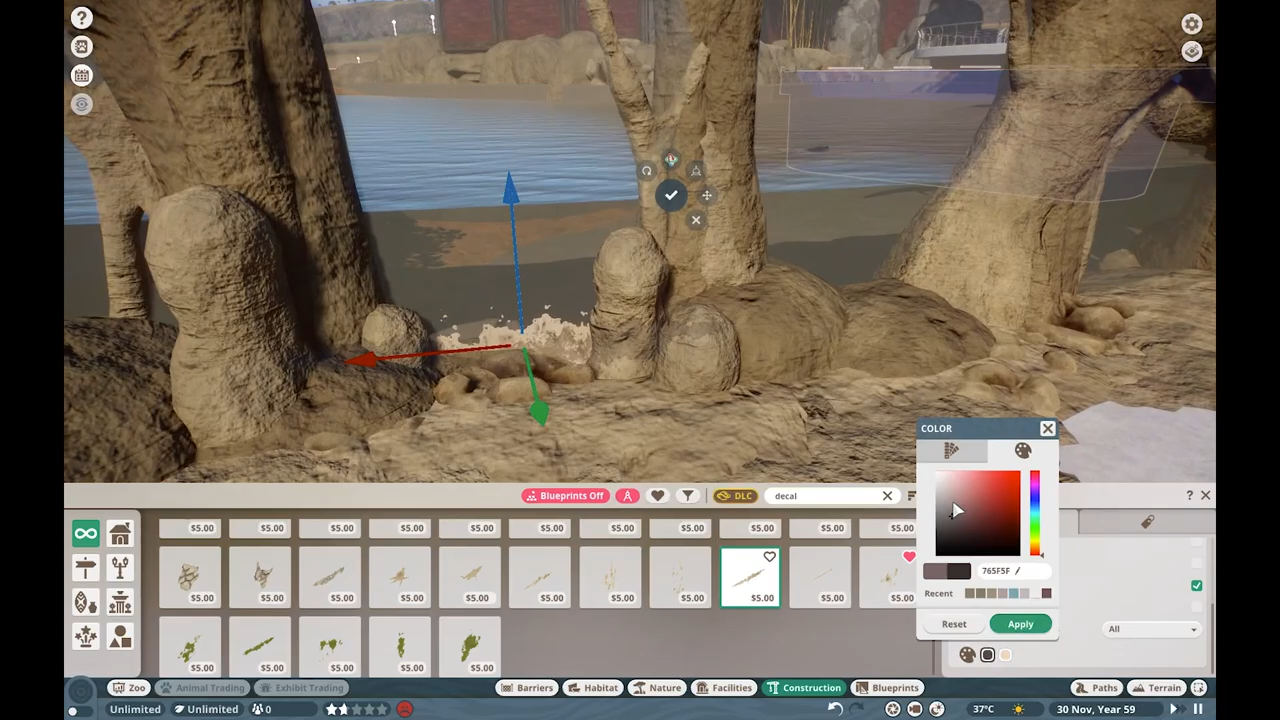 ?
Blueprints Off
DLC
decal
?
COLOR
$5.00 $5.00 $5.00 $5.00 $5.00 $5.00 $5.00 $5.00 $5.00 $5.00 $5.00
$5.00 $5.00 $5.00 $5.00 $5.00 $5.00 $5.00 $5.00 $5.00 $5.00 $5.00
765F5F
Recent
Reset
Apply
All
$5.00 $5.00 $5.00 $5.00 $5.00
Zoo
Animal Trading
Exhibit Trading
Barriers
Habitat
Nature
Facilities
Construction
Blueprints
Paths
Terrain
Unlimited
Unlimited
0
37°C
30 Nov, Year 59